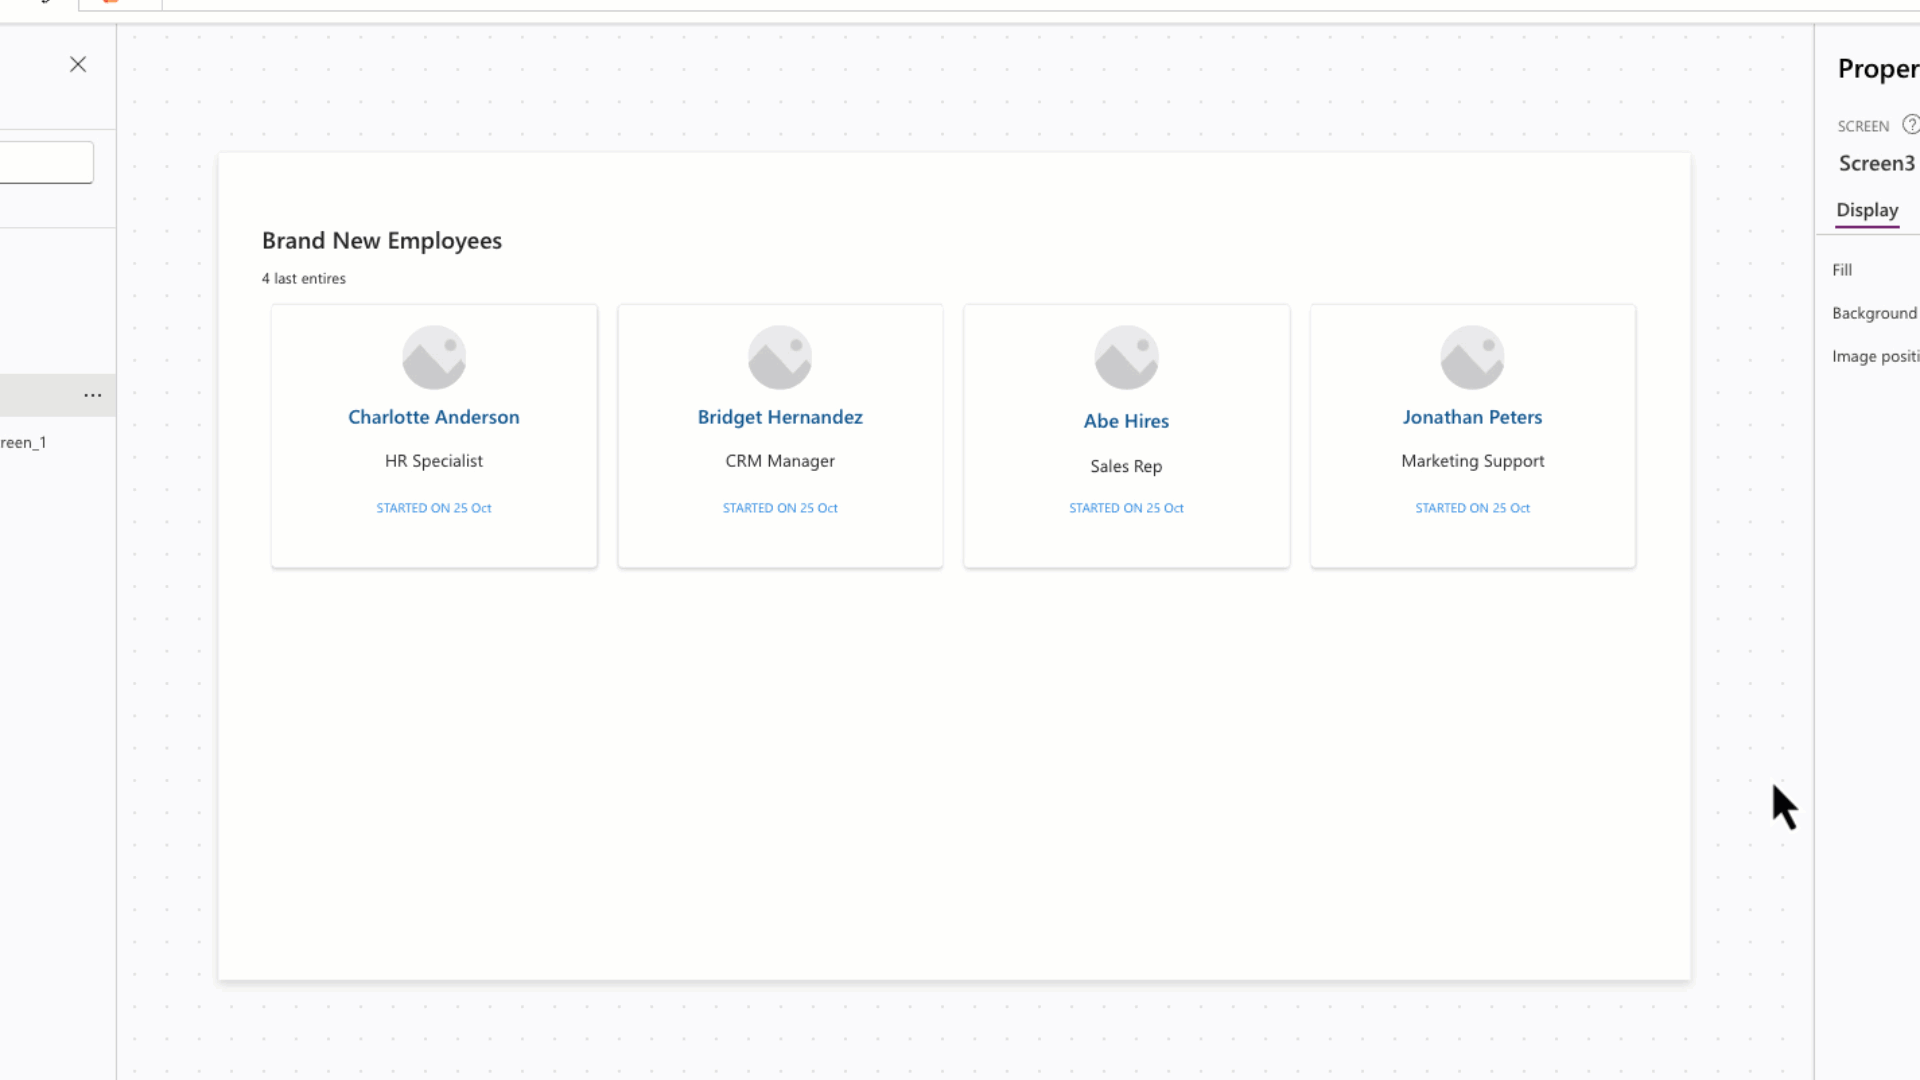 Proper
SCREEN
Screen3
Display
Fill
Background
Image positi
reen_1
Brand New Employees
4 last entires
Charlotte Anderson
HR Specialist
STARTED ON 25 Oct
Bridget Hernandez
CRM Manager
STARTED ON 25 Oct
Abe Hires
Sales Rep
STARTED ON 25 Oct
Jonathan Peters
Marketing Support
STARTED ON 25 Oct